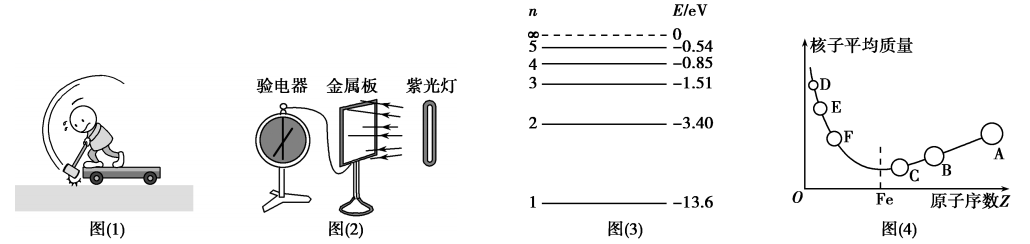 图(1)
验电器 金属板 紫光灯
图(2)
n E/eV
∞ 0
5 -0.54
4 -0.85
3 -1.51
2 -3.40
1 -13.6
图(3)
核子平均质量
D
E
F
C
B
A
O Fe 原子序数Z
图(4)